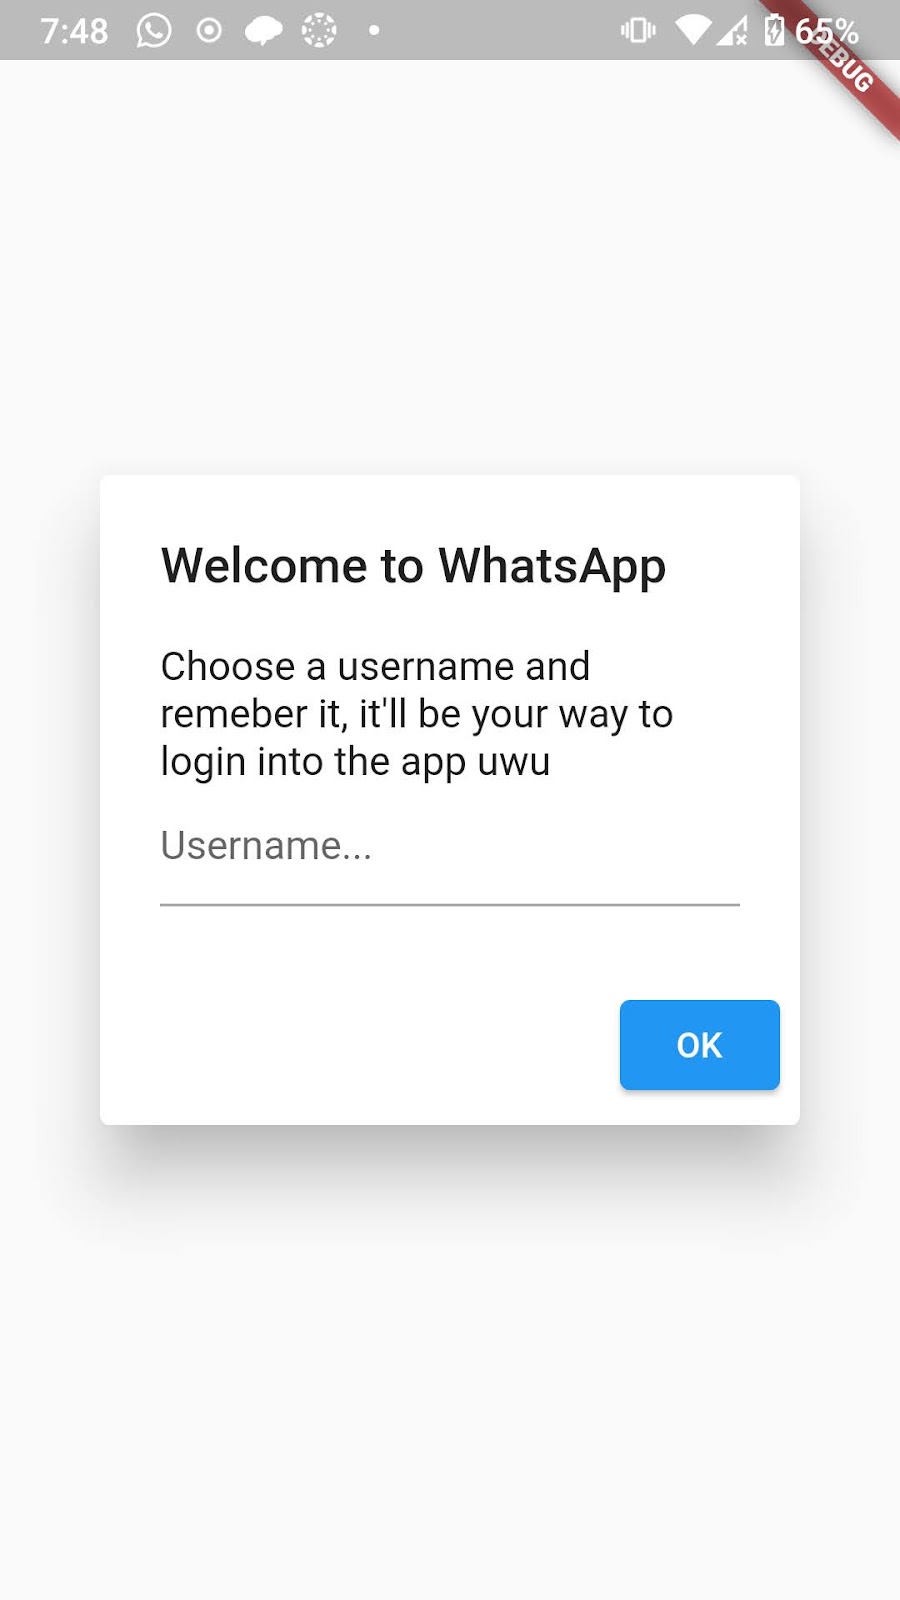 7:48 65%
DEBUG
Welcome to WhatsApp
Choose a username and
remeber it, it'll be your way to
login into the app uwu
Username...
OK